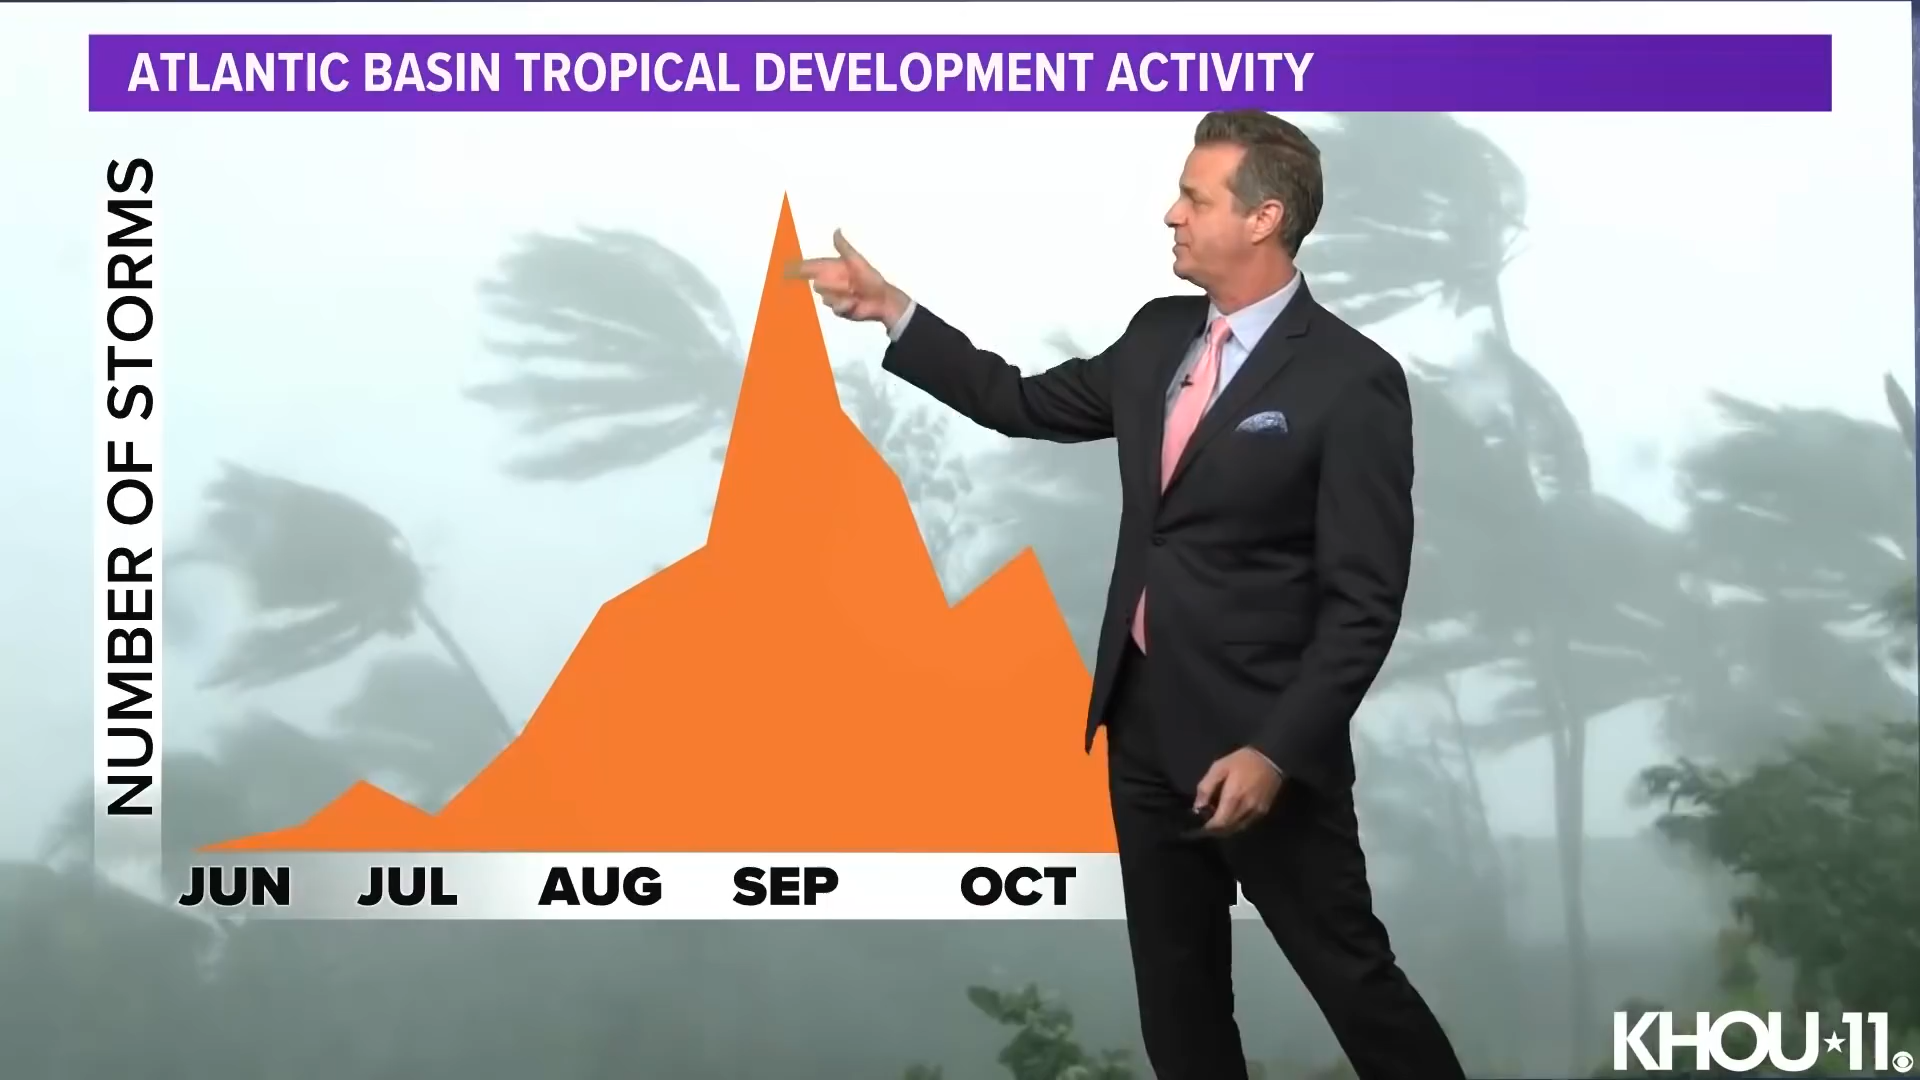 ATLANTIC BASIN TROPICAL DEVELOPMENT ACTIVITY
NUMBER OF STORMS
JUN JUL AUG SEP OCT
KHOU★11